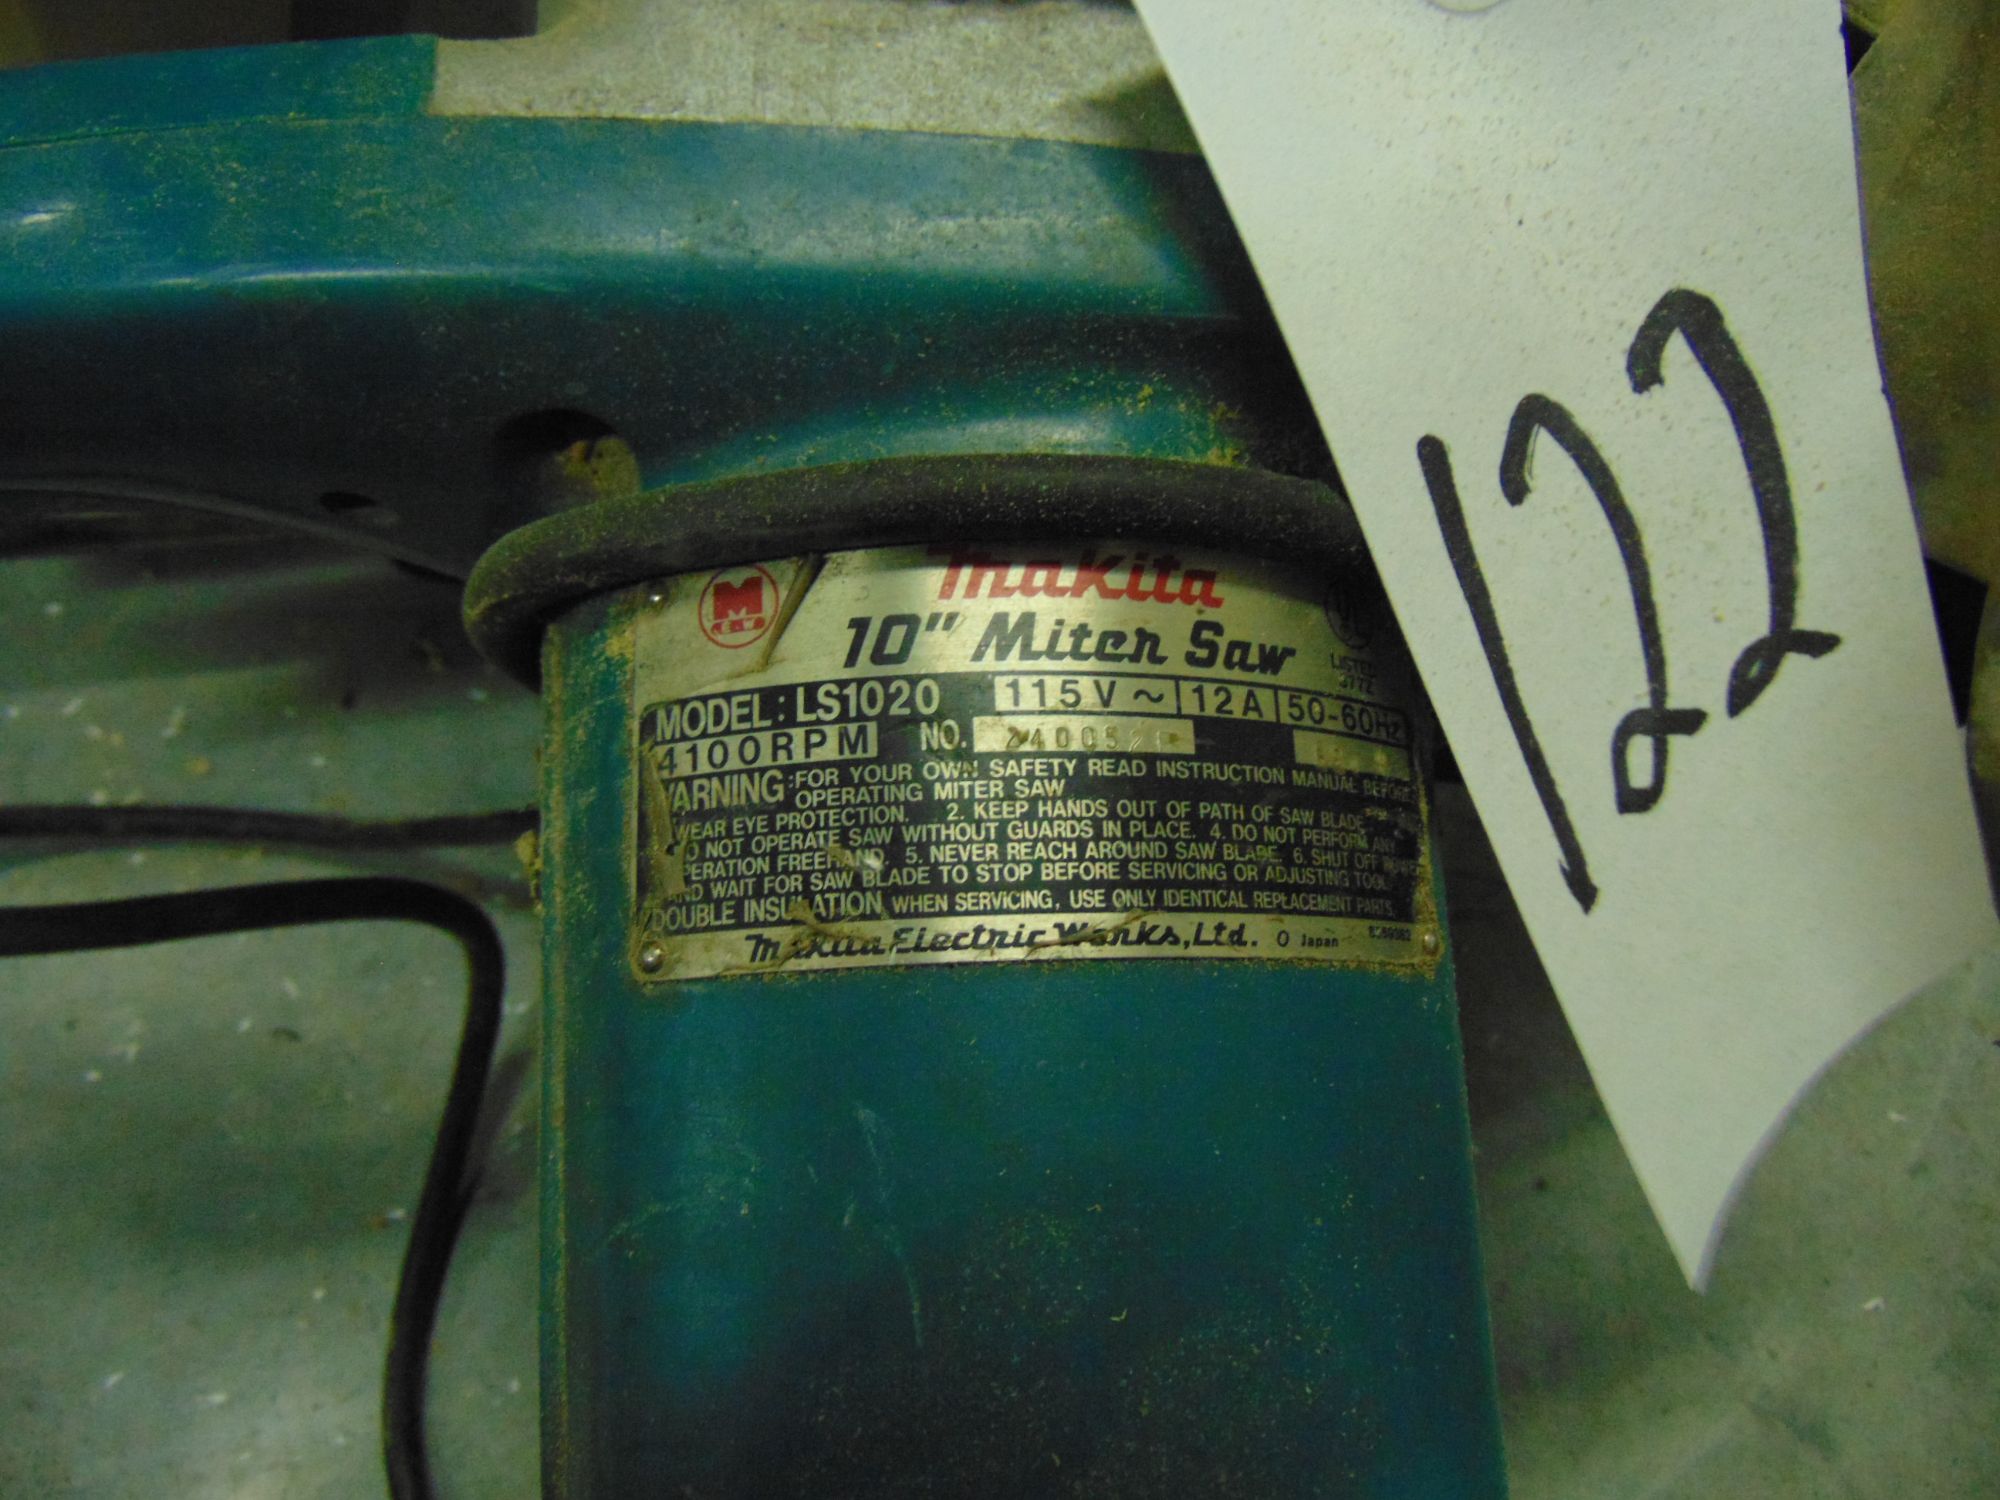 122
M
E.W.
Makita
10" Miter Saw
LISTED
MODEL: LS1020 115V ~ 12A 50-60Hz
4100RPM NO.
WARNING: FOR YOUR OWN SAFETY READ INSTRUCTION MANUAL BEFORE
OPERATING MITER SAW
WEAR EYE PROTECTION. 2. KEEP HANDS OUT OF PATH OF SAW BLADE
DO NOT OPERATE SAW WITHOUT GUARDS IN PLACE. 4. DO NOT PERFORM ANY
OPERATION FREEHAND. 5. NEVER REACH AROUND SAW BLADE. 6. SHUT OFF POWER
AND WAIT FOR SAW BLADE TO STOP BEFORE SERVICING OR ADJUSTING TOOL
DOUBLE INSULATION WHEN SERVICING, USE ONLY IDENTICAL REPLACEMENT PARTS.
Makita Electric Works, Ltd. O Japan